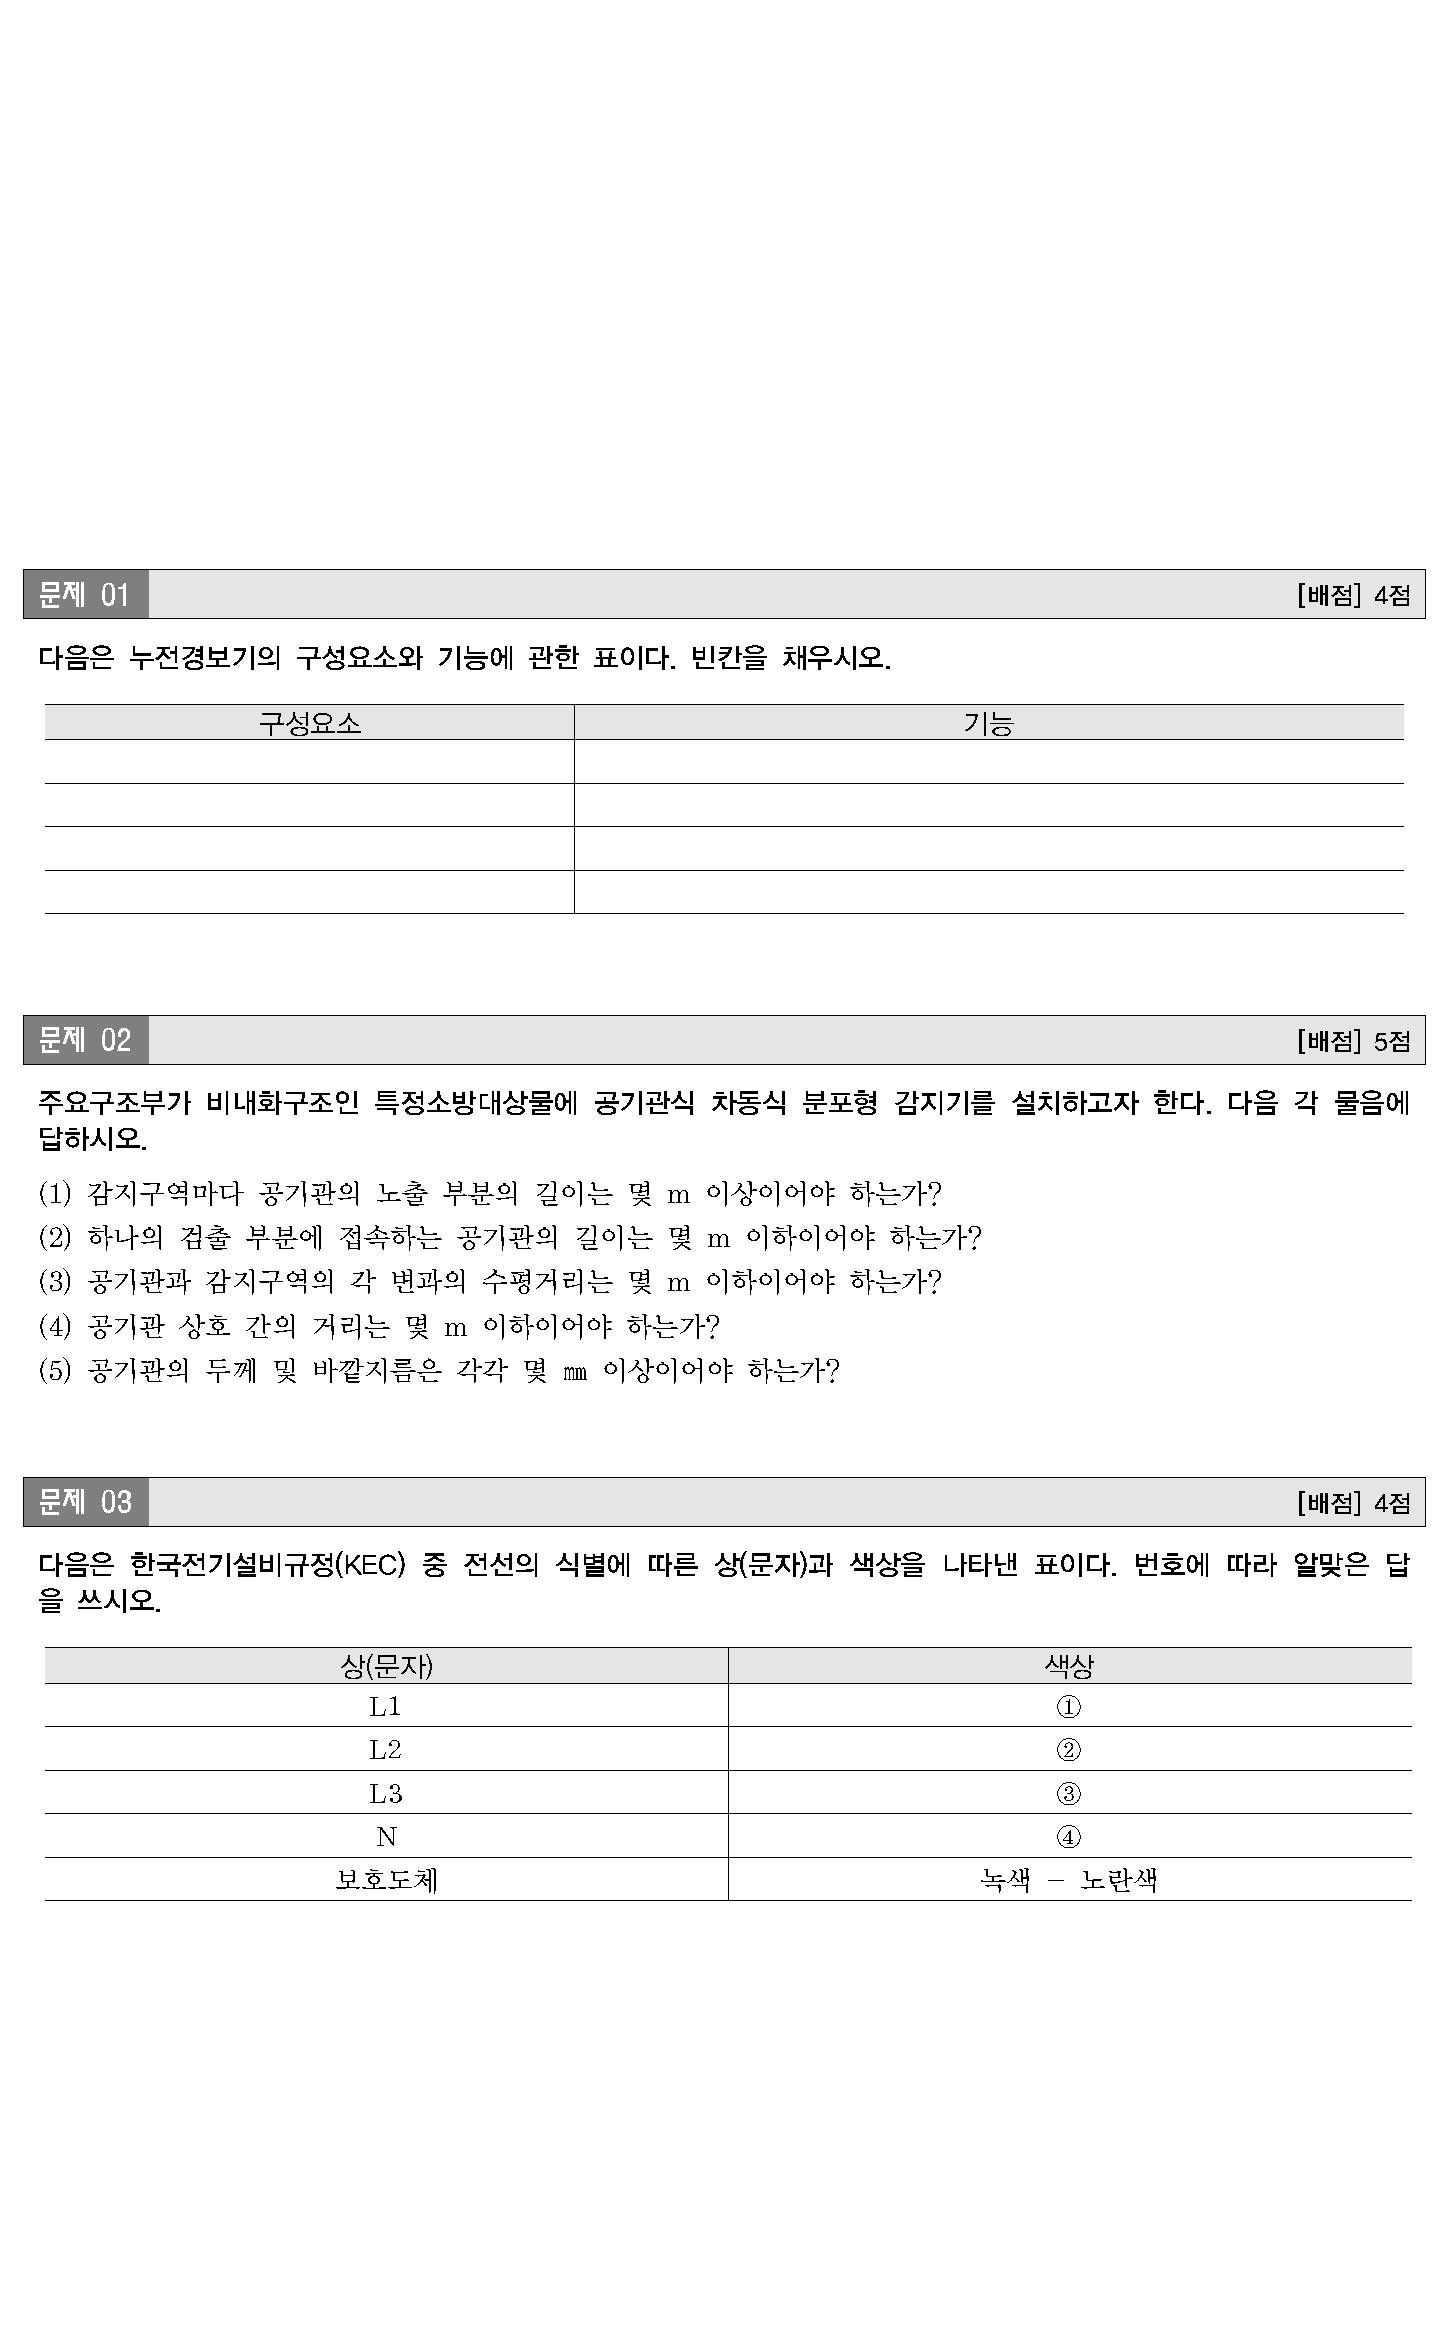 문제 01 [배점] 4점
다음은 누전경보기의 구성요소와 기능에 관한 표이다. 빈칸을 채우시오.
구성요소 기능
문제 02 [배점] 5점
주요구조부가 비내화구조인 특정소방대상물에 공기관식 차동식 분포형 감지기를 설치하고자 한다. 다음 각 물음에
답하시오.
(1) 감지구역마다 공기관의 노출 부분의 길이는 몇 m 이상이어야 하는가?
(2) 하나의 검출 부분에 접속하는 공기관의 길이는 몇 m 이하이어야 하는가?
(3) 공기관과 감지구역의 각 변과의 수평거리는 몇 m 이하이어야 하는가?
(4) 공기관 상호 간의 거리는 몇 m 이하이어야 하는가?
(5) 공기관의 두께 및 바깥지름은 각각 몇 ㎜ 이상이어야 하는가?
문제 03 [배점] 4점
다음은 한국전기설비규정(KEC) 중 전선의 식별에 따른 상(문자)과 색상을 나타낸 표이다. 번호에 따라 알맞은 답
을 쓰시오.
상(문자) 색상
L1 ①
L2 ②
L3 ③
N ④
보호도체 녹색 - 노란색